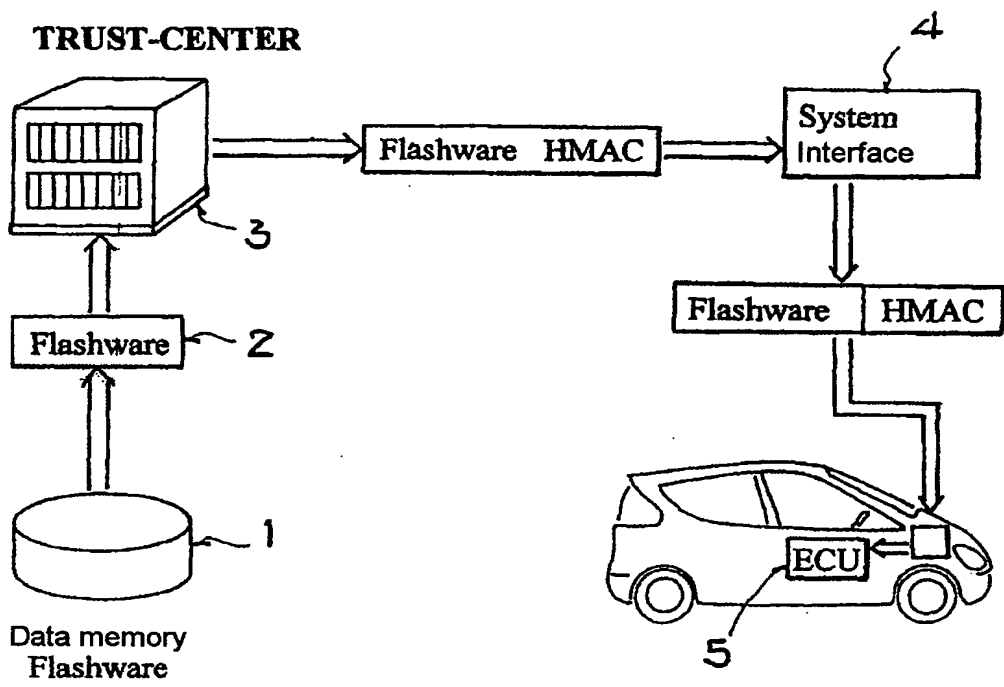 TRUST-CENTER
4
System
Interface
Flashware HMAC
3
Flashware HMAC
Flashware
2
1
ECU
5
Data memory
Flashware